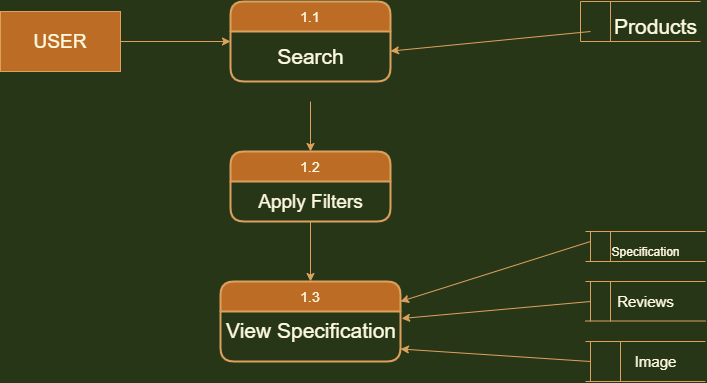 1.1
USER
Search
Products
1.2
Apply Filters
Specification
1.3
Reviews
View Specification
Image